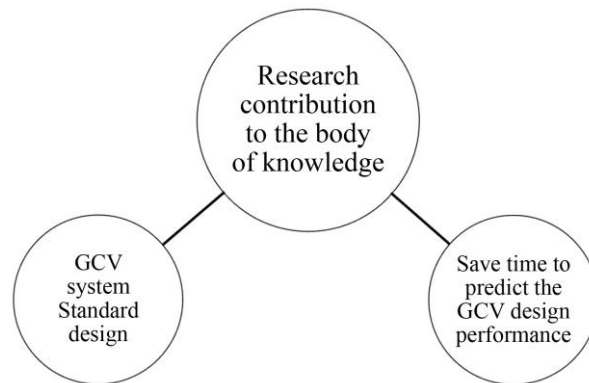 Research
contribution
to the body
of knowledge
GCV
system
Standard
design
Save time to
predict the
GCV design
performance